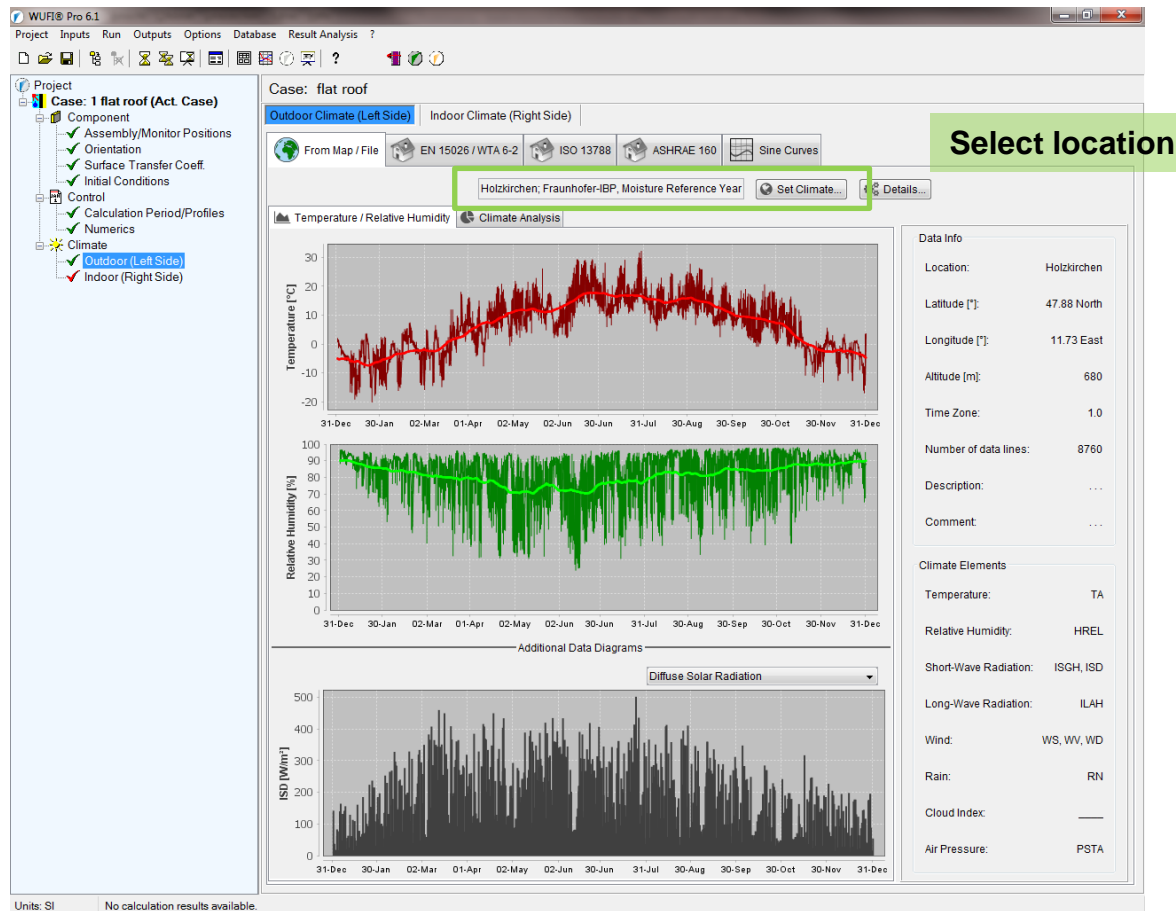 WUFI® Pro 6.1
Project Inputs Run Outputs Options Database Result Analysis ?
?
Project
Case: 1 flat roof (Act. Case)
Component
Assembly/Monitor Positions
Orientation
Surface Transfer Coeff.
Initial Conditions
Control
Calculation Period/Profiles
Numerics
Climate
Outdoor (Left Side)
Indoor (Right Side)
Case: flat roof
Outdoor Climate (Left Side) Indoor Climate (Right Side)
Select location
From Map / File EN 15026 / WTA 6-2 ISO 13788 ASHRAE 160 Sine Curves
Holzkirchen; Fraunhofer-IBP, Moisture Reference Year Set Climate... Details...
Temperature / Relative Humidity Climate Analysis
Temperature [°C]
30
20
10
0
-10
-20
31-Dec 30-Jan 02-Mar 01-Apr 02-May 02-Jun 30-Jun 31-Jul 30-Aug 30-Sep 30-Oct 30-Nov 31-Dec
Relative Humidity [%]
100
90
80
70
60
50
40
30
20
10
0
31-Dec 30-Jan 02-Mar 01-Apr 02-May 02-Jun 30-Jun 31-Jul 30-Aug 30-Sep 30-Oct 30-Nov 31-Dec
Additional Data Diagrams
Diffuse Solar Radiation
ISD [W/m²]
500
400
300
200
100
0
31-Dec 30-Jan 02-Mar 01-Apr 02-May 02-Jun 30-Jun 31-Jul 30-Aug 30-Sep 30-Oct 30-Nov 31-Dec
Data Info
Location: Holzkirchen
Latitude [°]: 47.88 North
Longitude [°]: 11.73 East
Altitude [m]: 680
Time Zone: 1.0
Number of data lines: 8760
Description: ...
Comment: ...
Climate Elements
Temperature: TA
Relative Humidity: HREL
Short-Wave Radiation: ISGH, ISD
Long-Wave Radiation: ILAH
Wind: WS, WV, WD
Rain: RN
Cloud Index: ____
Air Pressure: PSTA
Units: SI No calculation results available.